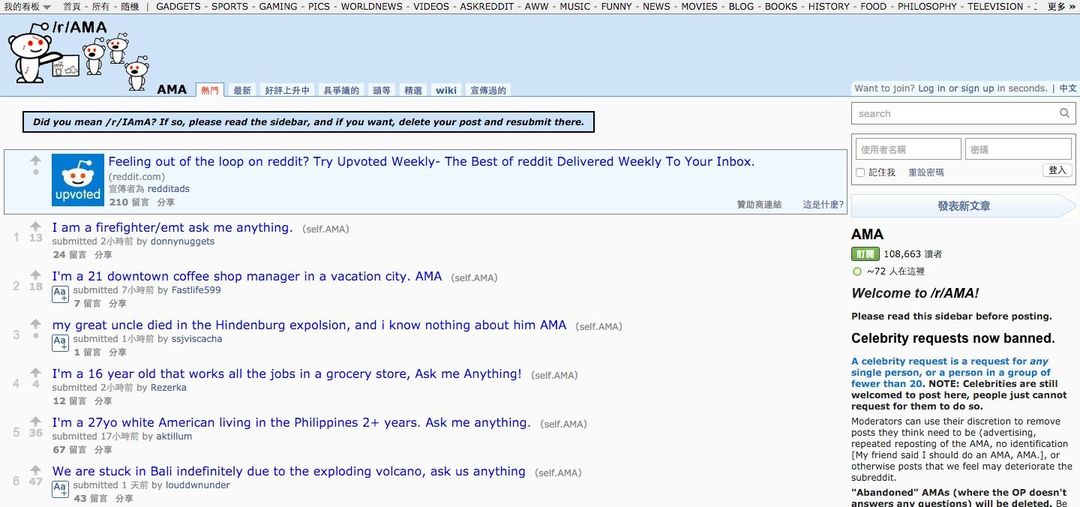 我的看板 首頁 - 所有 - 隨機 | GADGETS - SPORTS - GAMING - PICS - WORLDNEWS - VIDEOS - ASKREDDIT - AWW - MUSIC - FUNNY - NEWS - MOVIES - BLOG - BOOKS - HISTORY - FOOD - PHILOSOPHY - TELEVISION - 更多 »
/r/AMA
AMA 熱門 最新 好評上升中 具爭議的 頭等 精選 wiki 宣傳過的
Want to join? Log in or sign up in seconds. | 中文
Did you mean /r/IAmA? If so, please read the sidebar, and if you want, delete your post and resubmit there.
upvoted
Feeling out of the loop on reddit? Try Upvoted Weekly- The Best of reddit Delivered Weekly To Your Inbox.
(reddit.com)
宣傳者為 redditads
210 留言 分享
贊助商連結 這是什麼?
1 13 I am a firefighter/emt ask me anything. (self.AMA)
submitted 2小時前 by donnynuggets
24 留言 分享
2 18 I'm a 21 downtown coffee shop manager in a vacation city. AMA (self.AMA)
Aa+ submitted 7小時前 by Fastlife599
7 留言 分享
3 • my great uncle died in the Hindenburg expolsion, and i know nothing about him AMA (self.AMA)
Aa+ submitted 1小時前 by ssjviscacha
1 留言 分享
4 4 I'm a 16 year old that works all the jobs in a grocery store, Ask me Anything! (self.AMA)
submitted 2小時前 by Rezerka
12 留言 分享
5 36 I'm a 27yo white American living in the Philippines 2+ years. Ask me anything. (self.AMA)
submitted 17小時前 by aktillum
67 留言 分享
6 47 We are stuck in Bali indefinitely due to the exploding volcano, ask us anything (self.AMA)
Aa+ submitted 1 天前 by louddwnunder
43 留言 分享
search
使用者名稱 密碼
記住我 重設密碼 登入
發表新文章
AMA
訂閱 108,663 讀者
~72 人在這裡
Welcome to /r/AMA!
Please read this sidebar before posting.
Celebrity requests now banned.
A celebrity request is a request for any
single person, or a person in a group of
fewer than 20. NOTE: Celebrities are still
welcomed to post here, people just cannot
request for them to do so.
Moderators can use their discretion to remove
posts they think need to be (advertising,
repeated reposting of the AMA, no identification
[My friend said I should do an AMA, AMA.], or
otherwise posts that we feel may deteriorate the
subreddit.
"Abandoned" AMAs (where the OP doesn't
answers any questions) will be deleted. Be